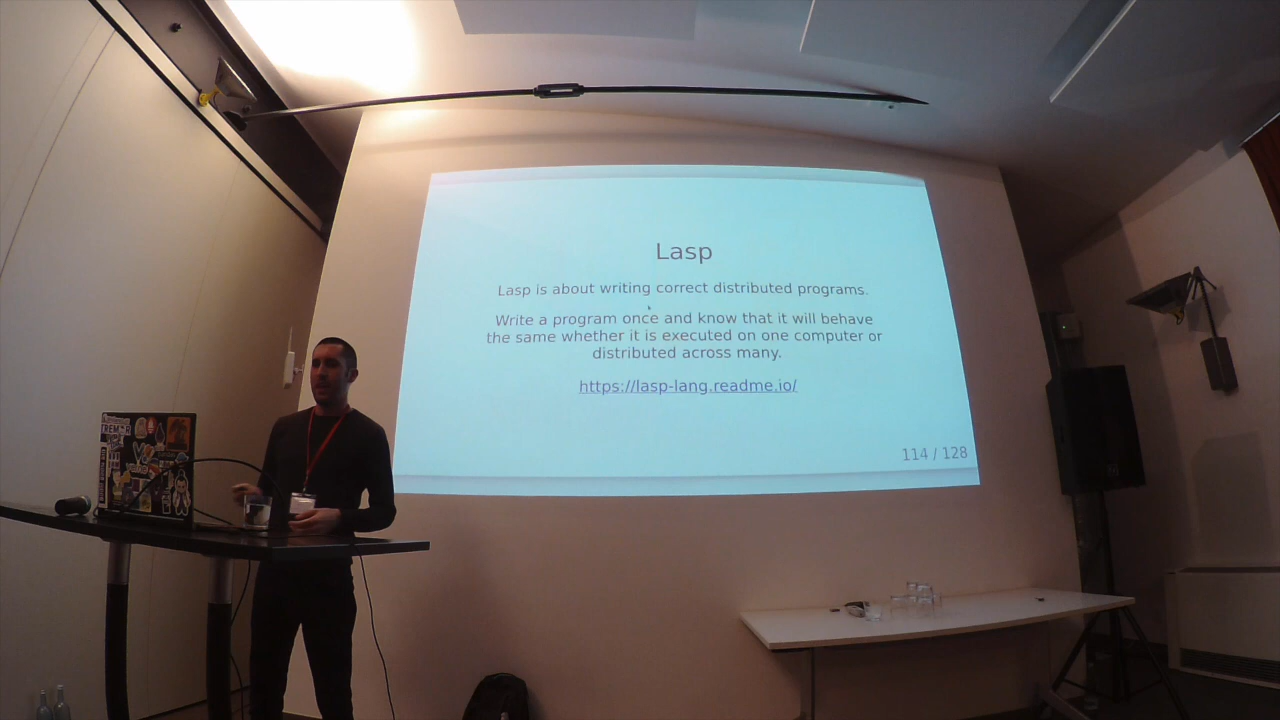 Lasp
Lasp is about writing correct distributed programs.
Write a program once and know that it will behave
the same whether it is executed on one computer or
distributed across many.
https://lasp-lang.readme.io/
114 / 128